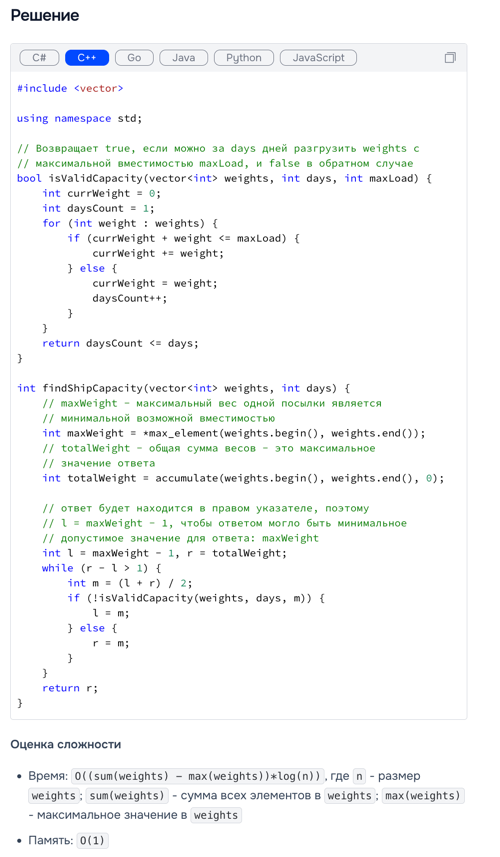 Решение
C# C++ Go Java Python JavaScript
#include <vector>
using namespace std;
// Возвращает true, если можно за days дней разгрузить weights с
// максимальной вместимостью maxLoad, и false в обратном случае
bool isValidCapacity(vector<int> weights, int days, int maxLoad) {
    int currWeight = 0;
    int daysCount = 1;
    for (int weight : weights) {
        if (currWeight + weight <= maxLoad) {
            currWeight += weight;
        } else {
            currWeight = weight;
            daysCount++;
        }
    }
    return daysCount <= days;
}
int findShipCapacity(vector<int> weights, int days) {
    // maxWeight - максимальный вес одной посылки является
    // минимальной возможной вместимостью
    int maxWeight = *max_element(weights.begin(), weights.end());
    // totalWeight - общая сумма весов - это максимальное
    // значение ответа
    int totalWeight = accumulate(weights.begin(), weights.end(), 0);
    // ответ будет находится в правом указателе, поэтому
    // l = maxWeight - 1, чтобы ответом могло быть минимальное
    // допустимое значение для ответа: maxWeight
    int l = maxWeight - 1, r = totalWeight;
    while (r - l > 1) {
        int m = (l + r) / 2;
        if (!isValidCapacity(weights, days, m)) {
            l = m;
        } else {
            r = m;
        }
    }
    return r;
}
Оценка сложности
• Время: O((sum(weights) - max(weights))*log(n)), где n - размер
weights; sum(weights) - сумма всех элементов в weights; max(weights)
- максимальное значение в weights
• Память: O(1)